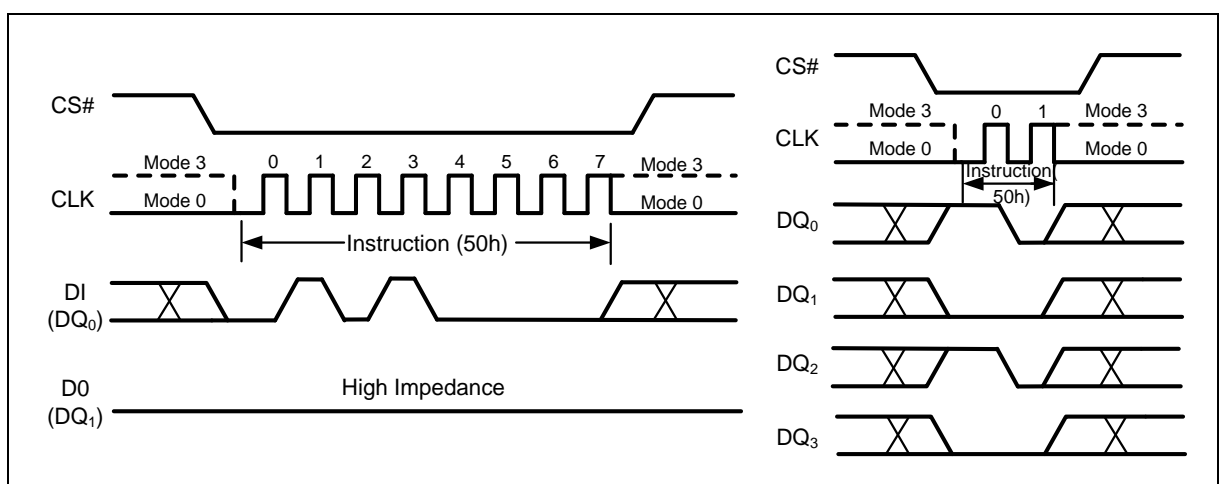 CS#
Mode 3 0 1 2 3 4 5 6 7 Mode 3
CLK
Mode 0 Mode 0
Instruction (50h)
DI
(DQ0)
D0
(DQ1)
High Impedance
CS#
Mode 3 0 1 Mode 3
CLK
Mode 0 Mode 0
Instruction(
50h)
DQ0
DQ1
DQ2
DQ3